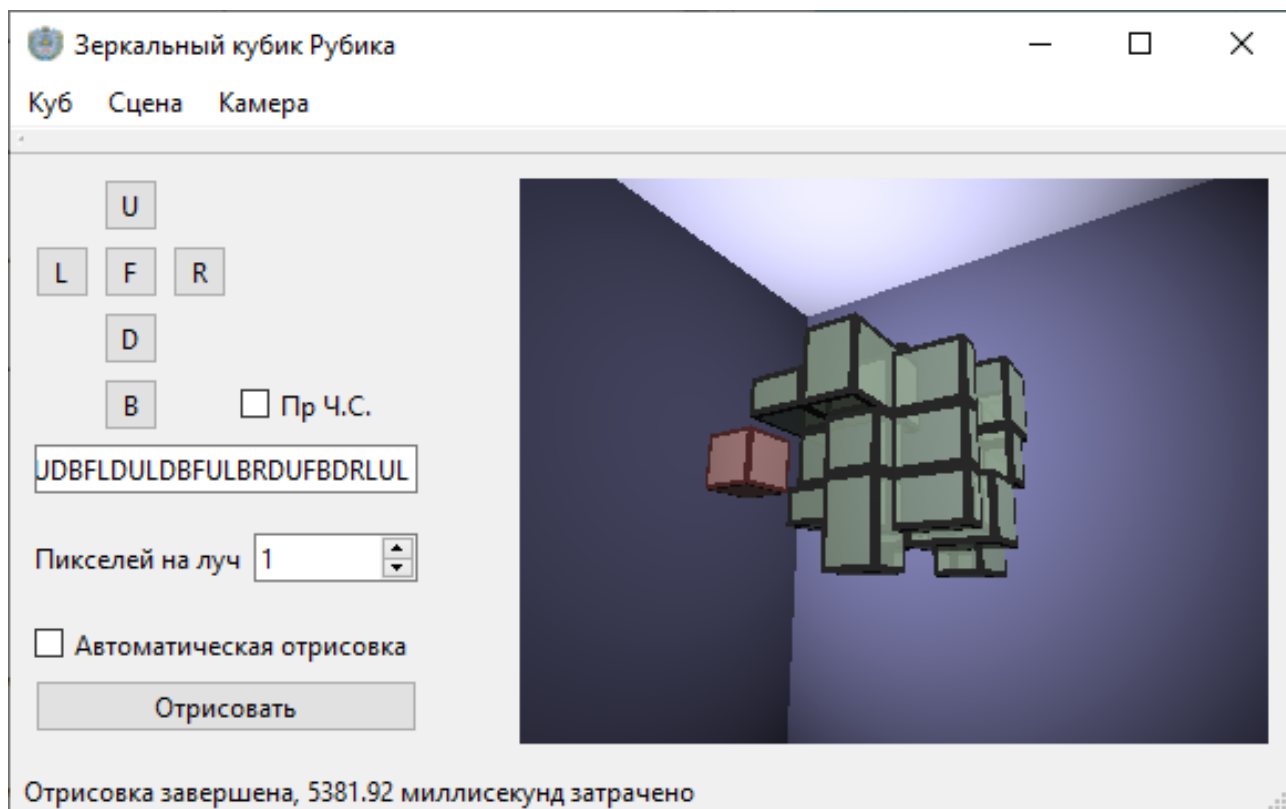 Зеркальный кубик Рубика
Куб Сцена Камера
U
L F R
D
B Пр Ч.С.
UDBFLDULDBFULBRDUFBDRLUL
Пикселей на луч 1
Автоматическая отрисовка
Отрисовать
Отрисовка завершена, 5381.92 миллисекунд затрачено